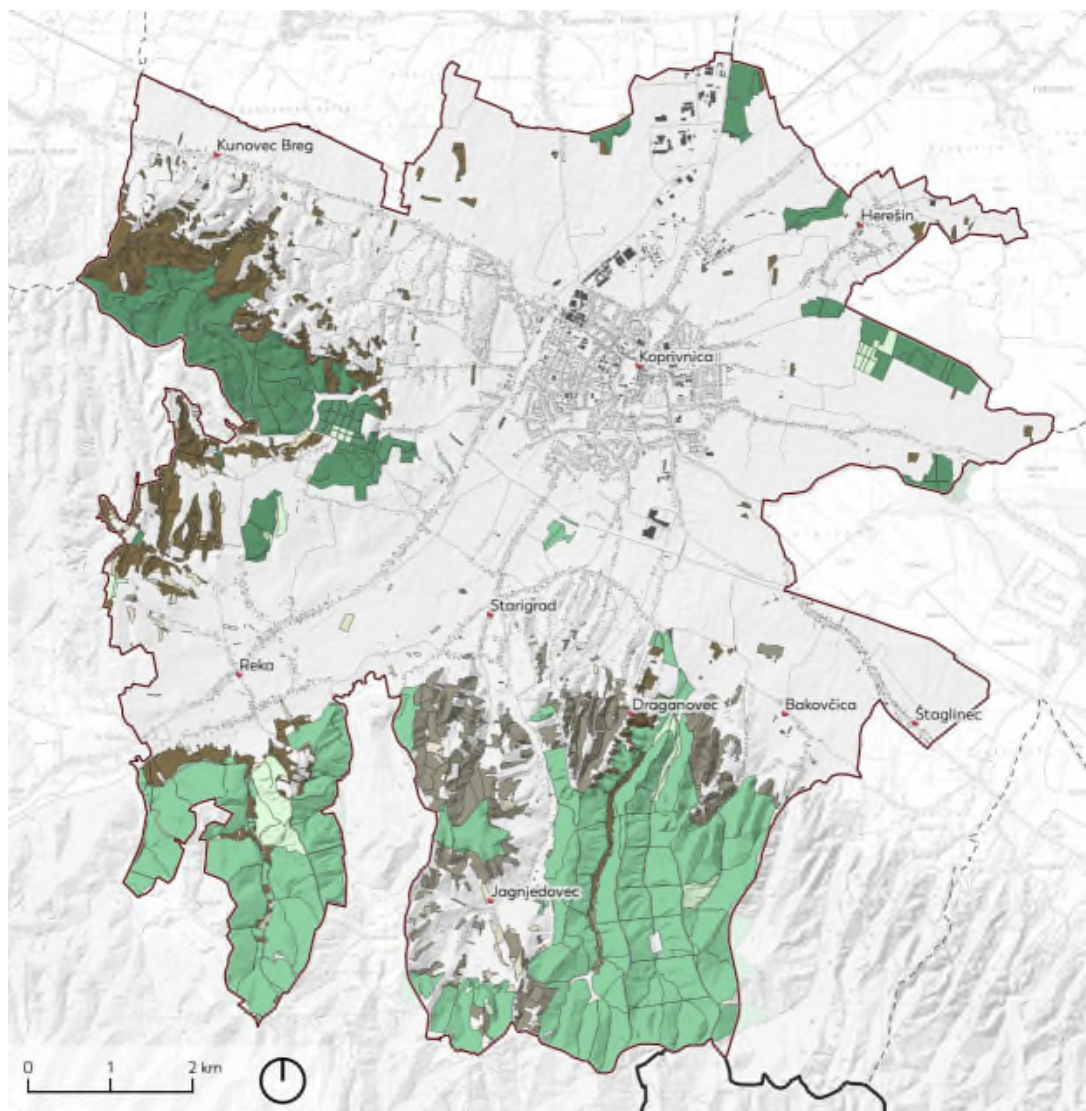 Kunovec Breg
Herešin
Koprivnica
Starigrad
Reka
Draganovec
Bakovčica
Štaglinec
Jagnjedovec
0 1 2 km